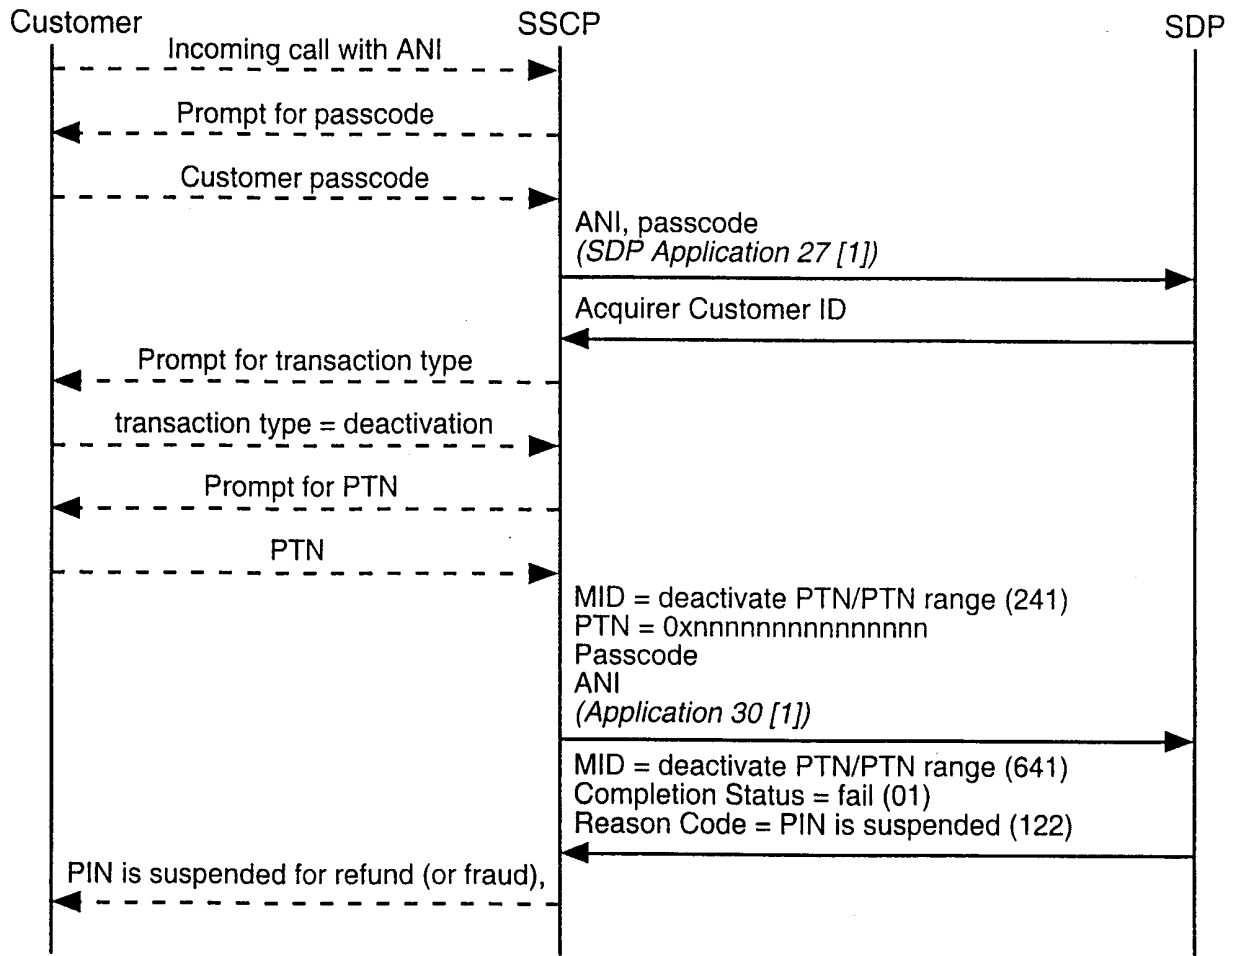 Customer
SSCP
SDP
Incoming call with ANI
Prompt for passcode
Customer passcode
ANI, passcode
(SDP Application 27 [1])
Acquirer Customer ID
Prompt for transaction type
transaction type = deactivation
Prompt for PTN
PTN
MID = deactivate PTN/PTN range (241)
PTN = 0xnnnnnnnnnnnnnnnnn
Passcode
ANI
(Application 30 [1])
MID = deactivate PTN/PTN range (641)
Completion Status = fail (01)
Reason Code = PIN is suspended (122)
PIN is suspended for refund (or fraud),